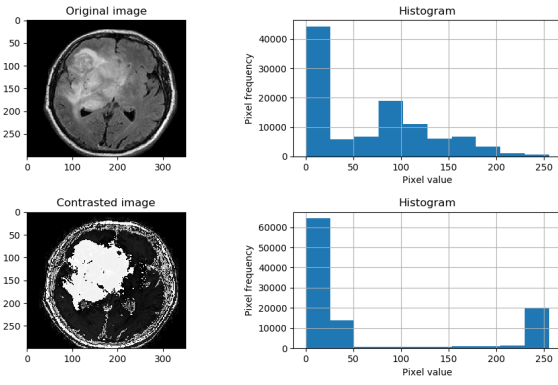 Original image
0
50
100
150
200
250
0 100 200 300
Histogram
Pixel frequency
40000
30000
20000
10000
0
0 50 100 150 200 250
Pixel value
Contrasted image
0
50
100
150
200
250
0 100 200 300
Histogram
Pixel frequency
60000
50000
40000
30000
20000
10000
0
0 50 100 150 200 250
Pixel value